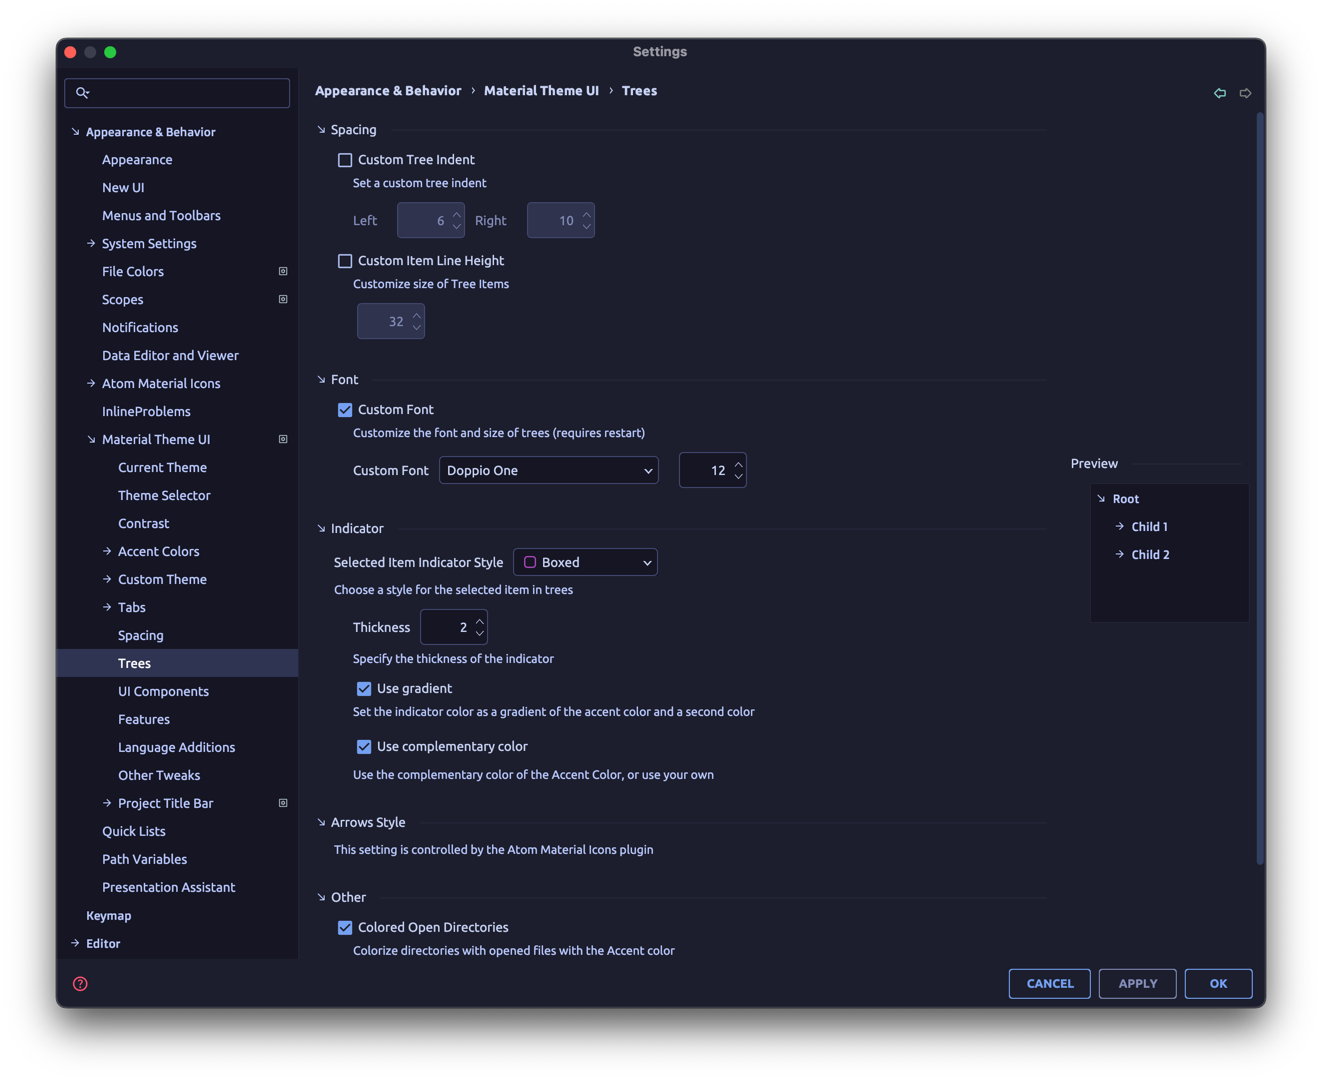 Settings
Appearance & Behavior › Material Theme UI › Trees
Appearance & Behavior
Appearance
New UI
Menus and Toolbars
System Settings
File Colors
Scopes
Notifications
Data Editor and Viewer
Atom Material Icons
InlineProblems
Material Theme UI
Current Theme
Theme Selector
Contrast
Accent Colors
Custom Theme
Tabs
Spacing
Trees
UI Components
Features
Language Additions
Other Tweaks
Project Title Bar
Quick Lists
Path Variables
Presentation Assistant
Keymap
Editor
Spacing
Custom Tree Indent
Set a custom tree indent
Left 6 Right 10
Custom Item Line Height
Customize size of Tree Items
32
Font
Custom Font
Customize the font and size of trees (requires restart)
Custom Font Doppio One 12
Indicator
Selected Item Indicator Style Boxed
Choose a style for the selected item in trees
Thickness 2
Specify the thickness of the indicator
Use gradient
Set the indicator color as a gradient of the accent color and a second color
Use complementary color
Use the complementary color of the Accent Color, or use your own
Arrows Style
This setting is controlled by the Atom Material Icons plugin
Other
Colored Open Directories
Colorize directories with opened files with the Accent color
Preview
Root
Child 1
Child 2
?
CANCEL APPLY OK